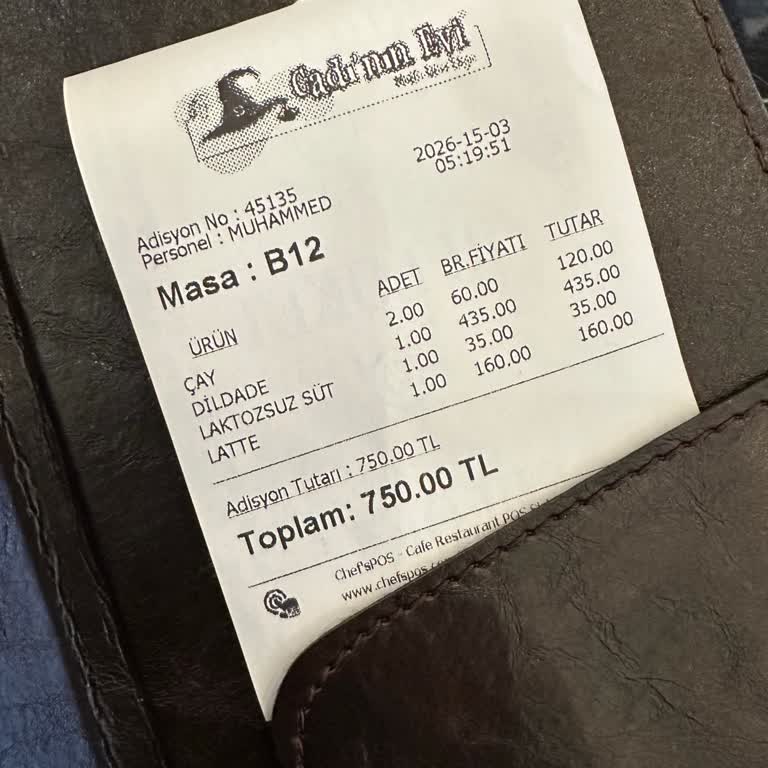 Cadı'nın Evi
2026-15-03
05:19:51
Adisyon No : 45135
Personel : MUHAMMED
Masa : B12
ÜRÜN ADET BR.FİYATI TUTAR
ÇAY 2.00 60.00 120.00
DİLDADE 1.00 435.00 435.00
LAKTOZSUZ SÜT 1.00 35.00 35.00
LATTE 1.00 160.00 160.00
Adisyon Tutarı : 750.00 TL
Toplam: 750.00 TL
Chef'sPOS - Cafe Restaurant POS
www.chefspos.